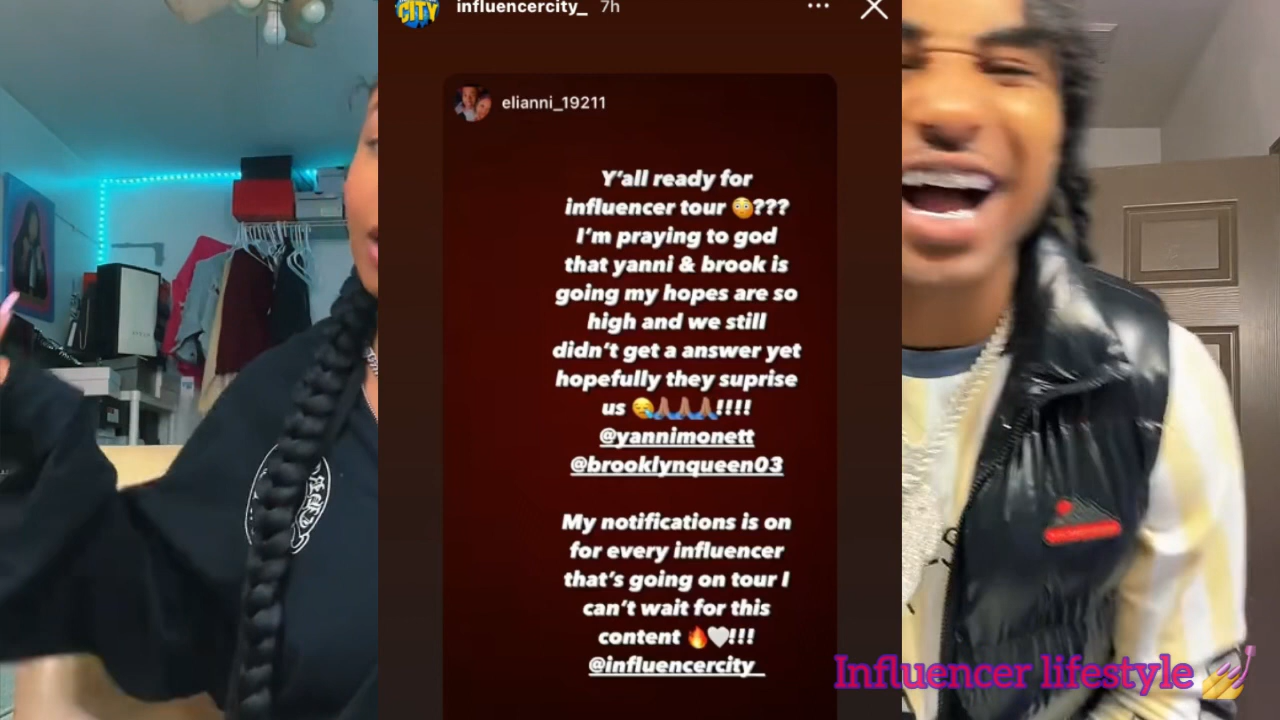 CITY
influencercity_ 7h
elianni_19211
Y'all ready for
influencer tour 😳???
I'm praying to god
that yanni & brook is
going my hopes are so
high and we still
didn't get a answer yet
hopefully they suprise
us 😪🙏🏾🙏🏾🙏🏾!!!!
@yannimonett
@brooklynqueen03
My notifications is on
for every influencer
that's going on tour I
can't wait for this
content 🔥🤍!!!
@influencercity_
Influencer lifestyle 💅